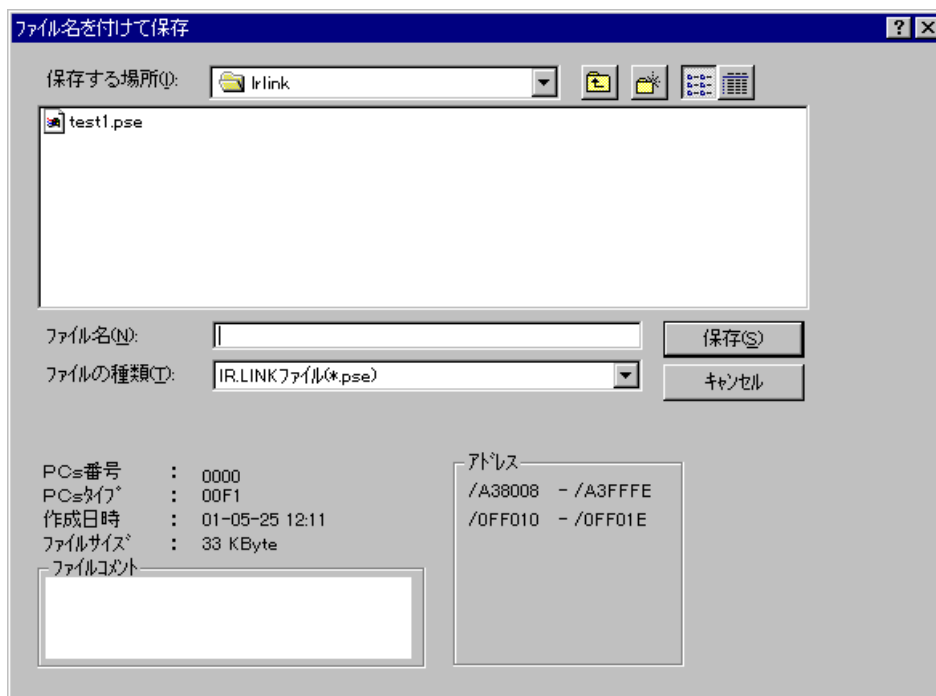 ファイル名を付けて保存
保存する場所(I): Irlink
test1.pse
ファイル名(N):
保存(S)
ファイルの種類(T): IR.LINKファイル(*.pse)
キャンセル
PCs番号 : 0000
PCsタイプ : 00F1
作成日時 : 01-05-25 12:11
ファイルサイズ : 33 KByte
ファイルコメント
アドレス
/A38008 - /A3FFFE
/0FF010 - /0FF01E